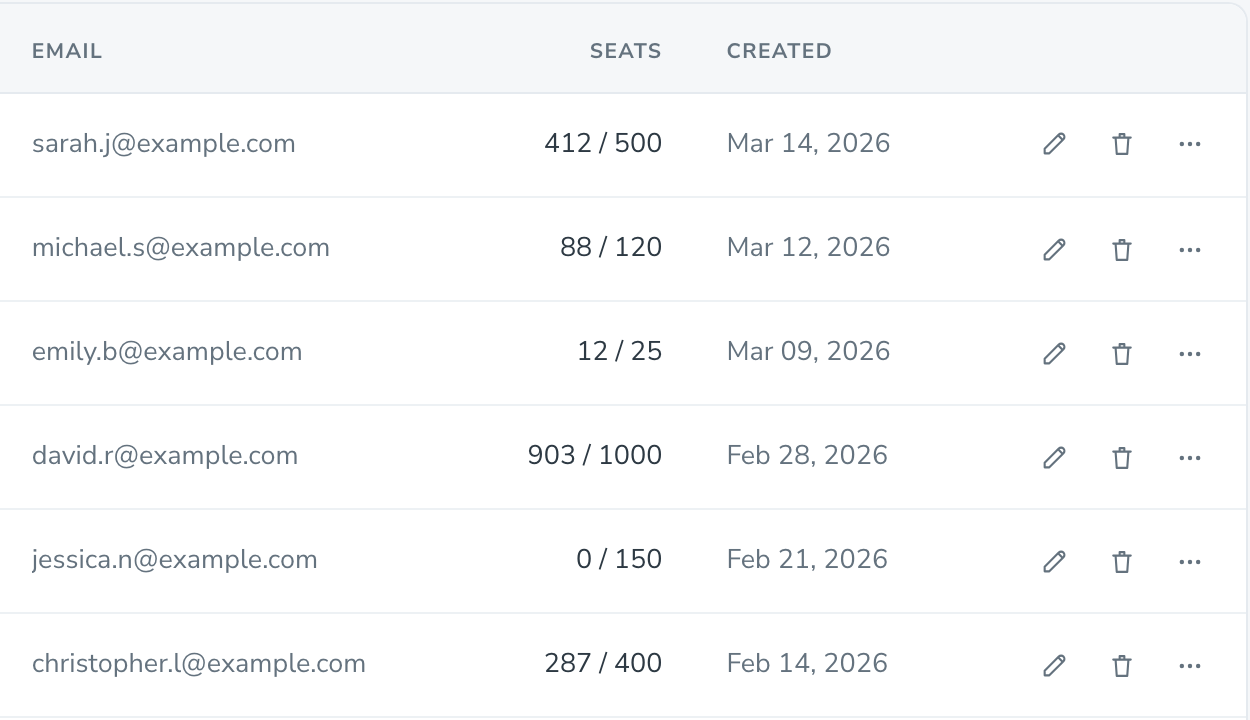 EMAIL SEATS CREATED
sarah.j@example.com 412 / 500 Mar 14, 2026
michael.s@example.com 88 / 120 Mar 12, 2026
emily.b@example.com 12 / 25 Mar 09, 2026
david.r@example.com 903 / 1000 Feb 28, 2026
jessica.n@example.com 0 / 150 Feb 21, 2026
christopher.l@example.com 287 / 400 Feb 14, 2026